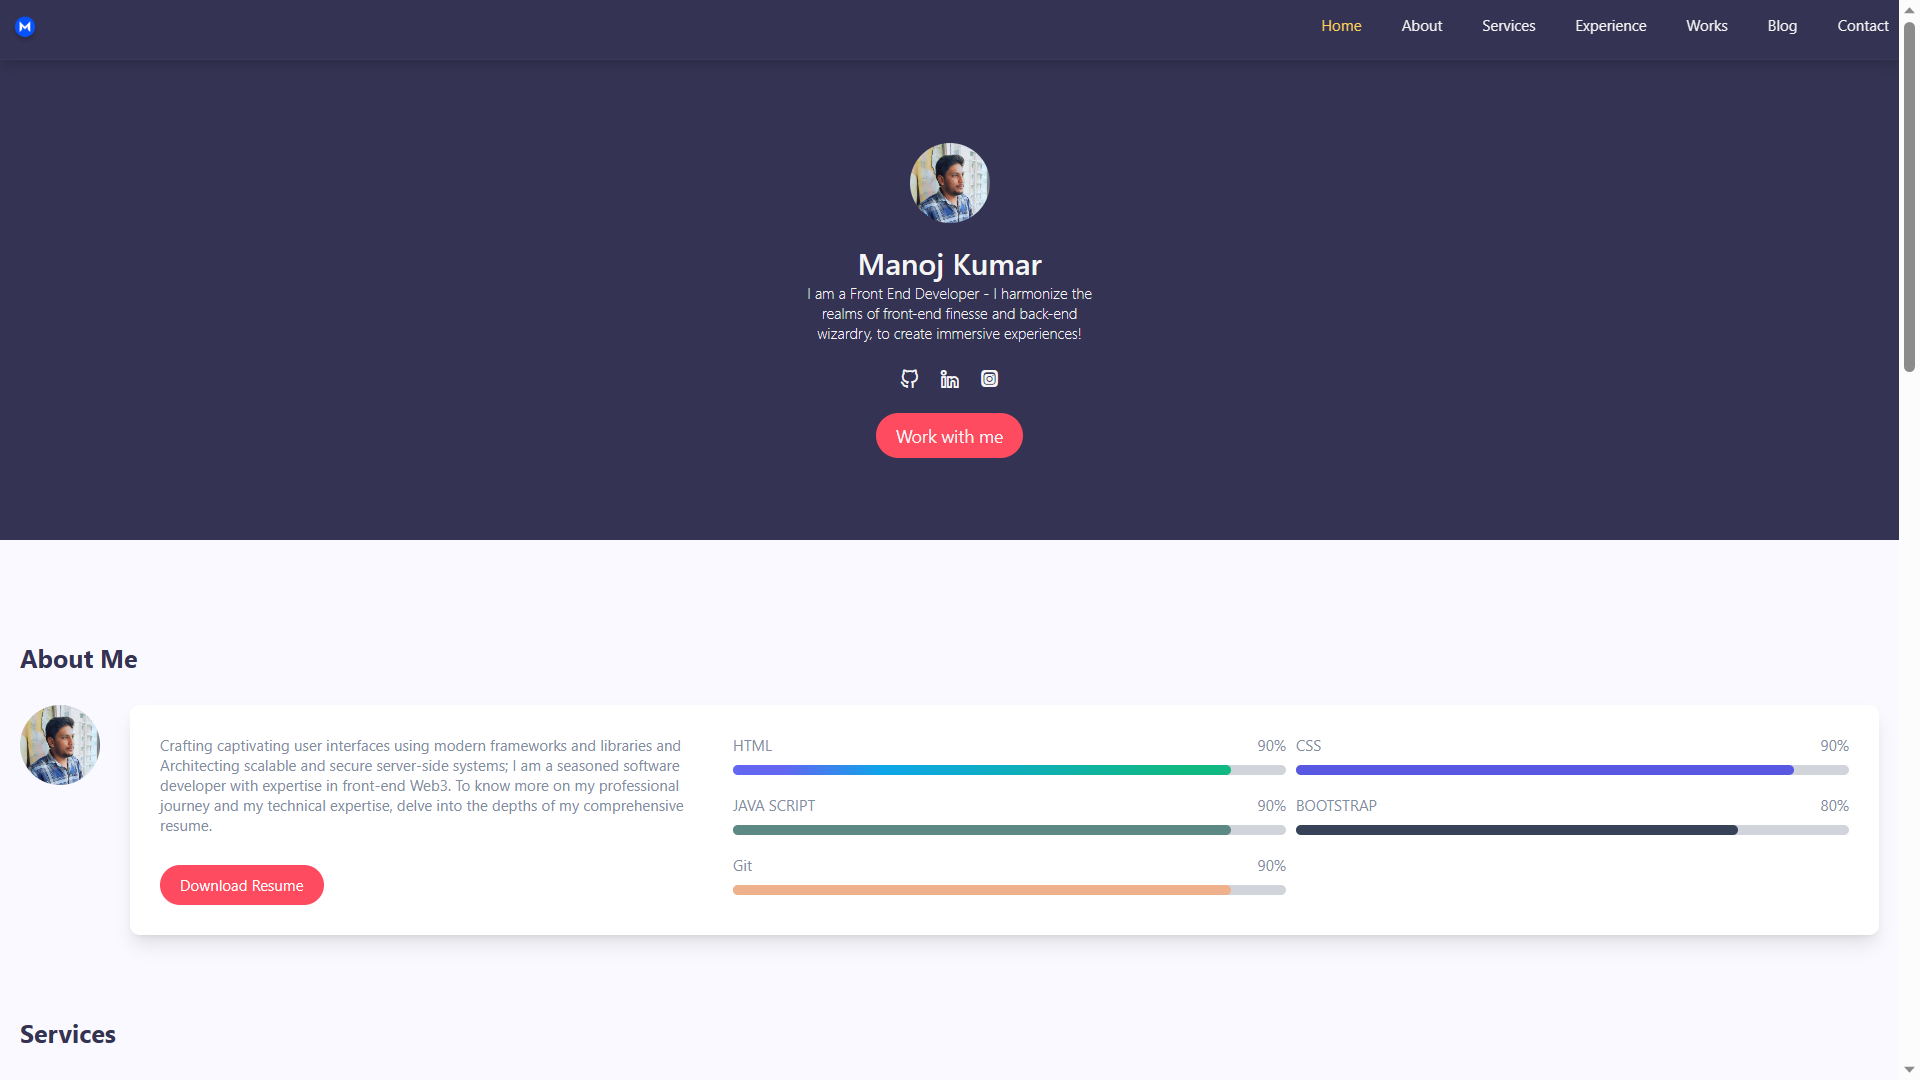 M
Home About Services Experience Works Blog Contact
Manoj Kumar
I am a Front End Developer - I harmonize the
realms of front-end finesse and back-end
wizardry, to create immersive experiences!
Work with me
About Me
Crafting captivating user interfaces using modern frameworks and libraries and
Architecting scalable and secure server-side systems; I am a seasoned software
developer with expertise in front-end Web3. To know more on my professional
journey and my technical expertise, delve into the depths of my comprehensive
resume.
Download Resume
HTML 90% CSS 90%
JAVA SCRIPT 90% BOOTSTRAP 80%
Git 90%
Services